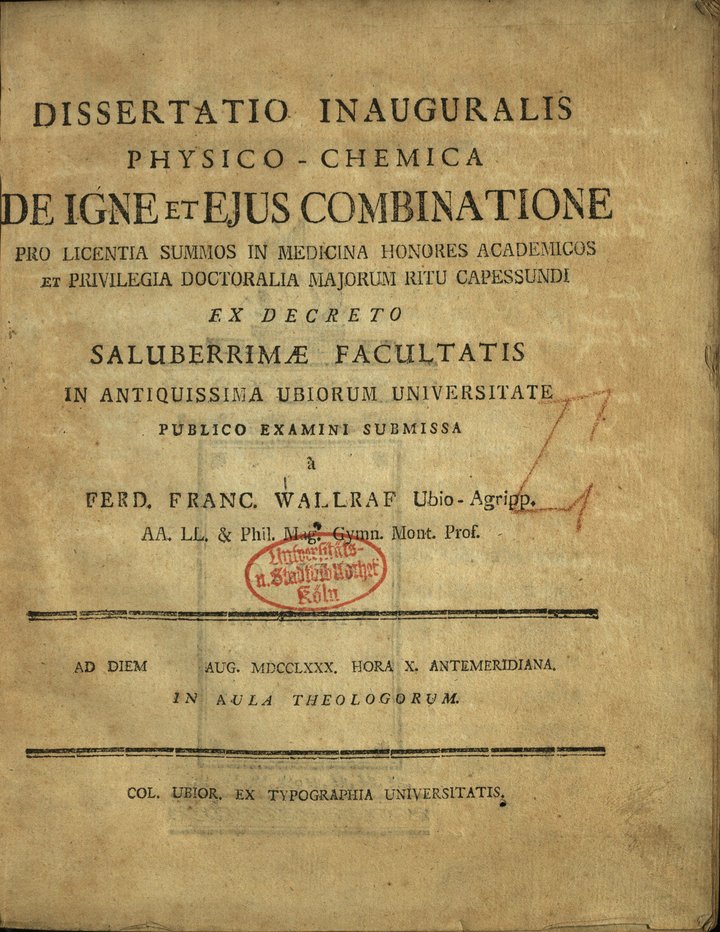 DISSERTATIO INAUGURALIS
PHYSICO - CHEMICA
DE IGNE ET EJUS COMBINATIONE
PRO LICENTIA SUMMOS IN MEDICINA HONORES ACADEMICOS
ET PRIVILEGIA DOCTORALIA MAJORUM RITU CAPESSUNDI
EX DECRETO
SALUBERRIMÆ FACULTATIS
IN ANTIQUISSIMA UBIORUM UNIVERSITATE
PUBLICO EXAMINI SUBMISSA
à
FERD. FRANC. WALLRAF Ubio - Agripp.
AA. LL. & Phil. Mag. Gymn. Mont. Prof.
Universitäts-
u. Stadtbibliothek
Köln
AD DIEM AUG. MDCCLXXX. HORA X. ANTEMERIDIANA.
IN AULA THEOLOGORUM.
COL. UBIOR. EX TYPOGRAPHIA UNIVERSITATIS.